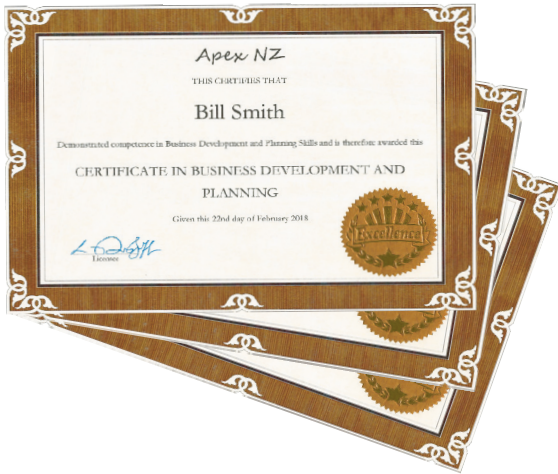 Apex NZ
THIS CERTIFIES THAT
Bill Smith
Demonstrated competence in Business Development and Planning Skills and is therefore awarded this
CERTIFICATE IN BUSINESS DEVELOPMENT AND
PLANNING
Given this 22nd day of February 2018
Excellence
Licensee